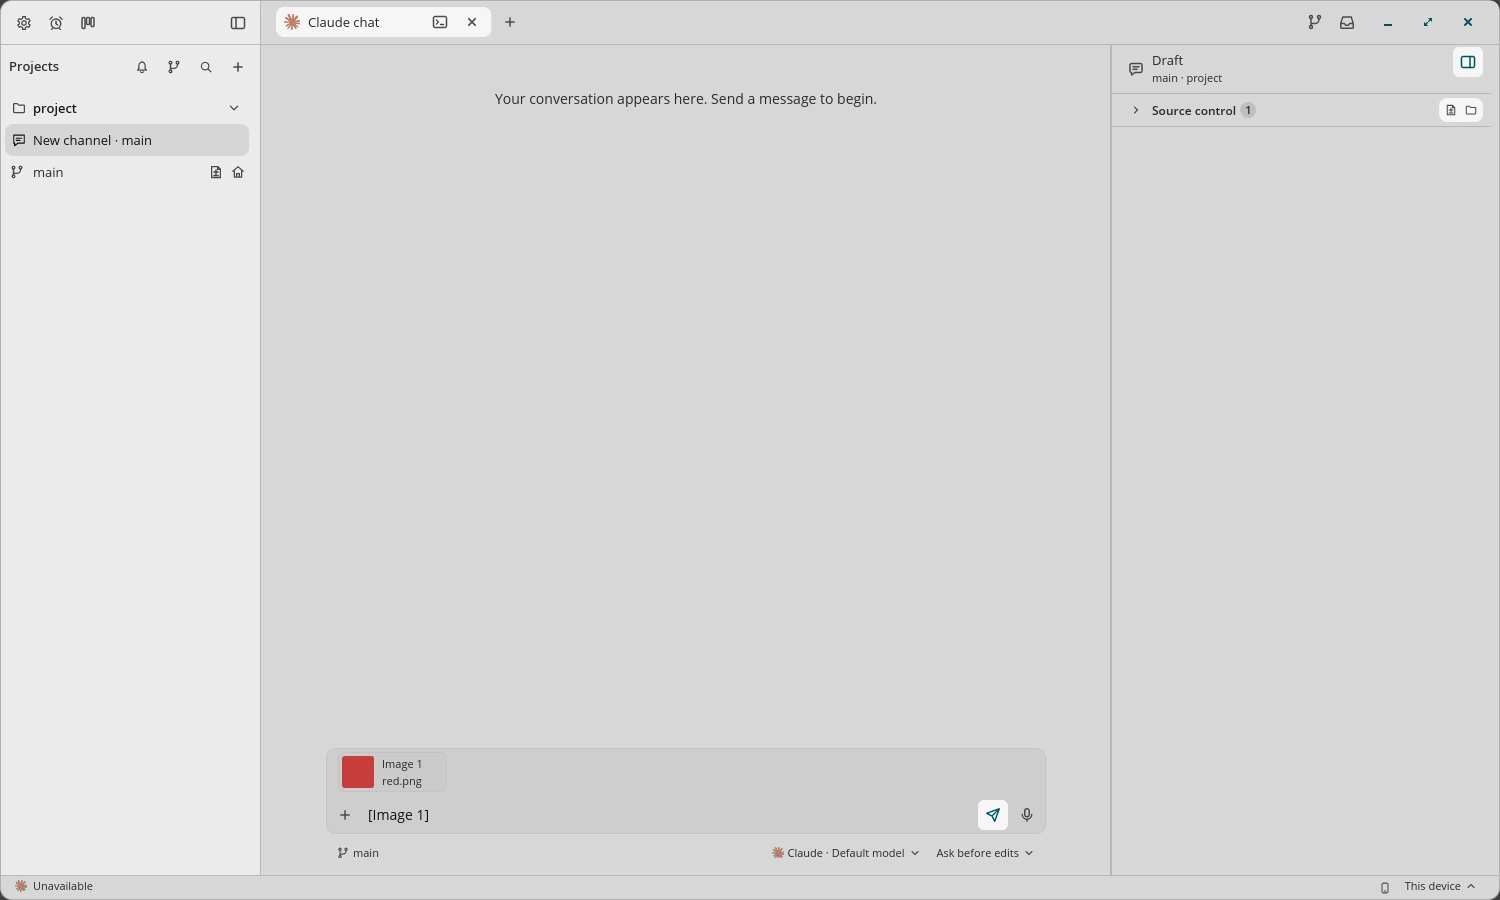 Claude chat
Projects
project
New channel · main
main
Your conversation appears here. Send a message to begin.
Draft
main · project
Source control 1
Image 1
red.png
[Image 1]
main
Claude · Default model
Ask before edits
Unavailable
This device